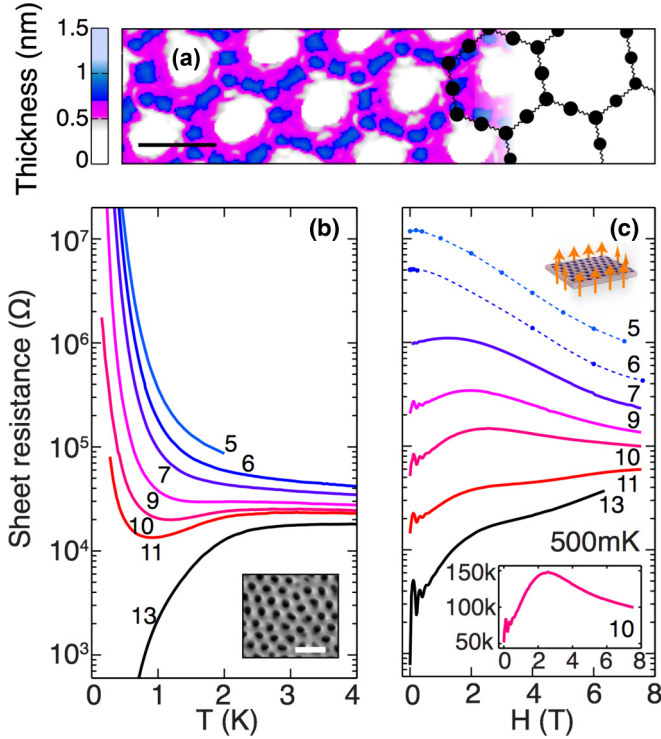 Thickness (nm)
1.5
1
0.5
0
(a)
Sheet resistance (Ω)
10⁷
10⁶
10⁵
10⁴
10³
(b)
5
6
7
9
10
11
13
0 1 2 3 4
T (K)
(c)
5
6
7
9
10
11
13
500mK
150k
100k
50k
10
0 2 4 6 8
0 2 4 6 8
H (T)